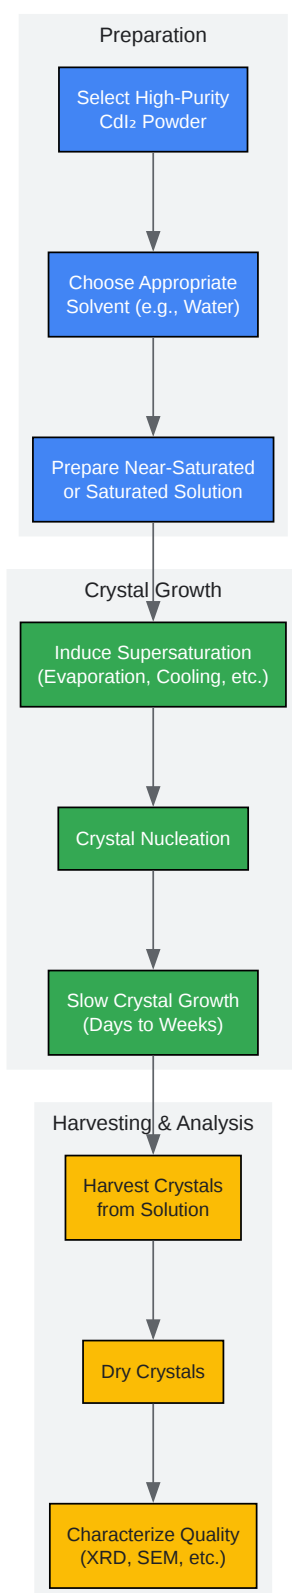 Preparation
Select High-Purity
CdI₂ Powder
Choose Appropriate
Solvent (e.g., Water)
Prepare Near-Saturated
or Saturated Solution
Crystal Growth
Induce Supersaturation
(Evaporation, Cooling, etc.)
Crystal Nucleation
Slow Crystal Growth
(Days to Weeks)
Harvesting & Analysis
Harvest Crystals
from Solution
Dry Crystals
Characterize Quality
(XRD, SEM, etc.)